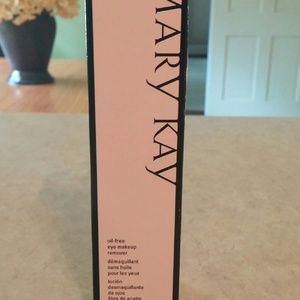 MARY KAY
oil-free
eye makeup
remover
démaquillant
sans huile
pour les yeux
loción
desmaquillante
de ojos
libre de aceite